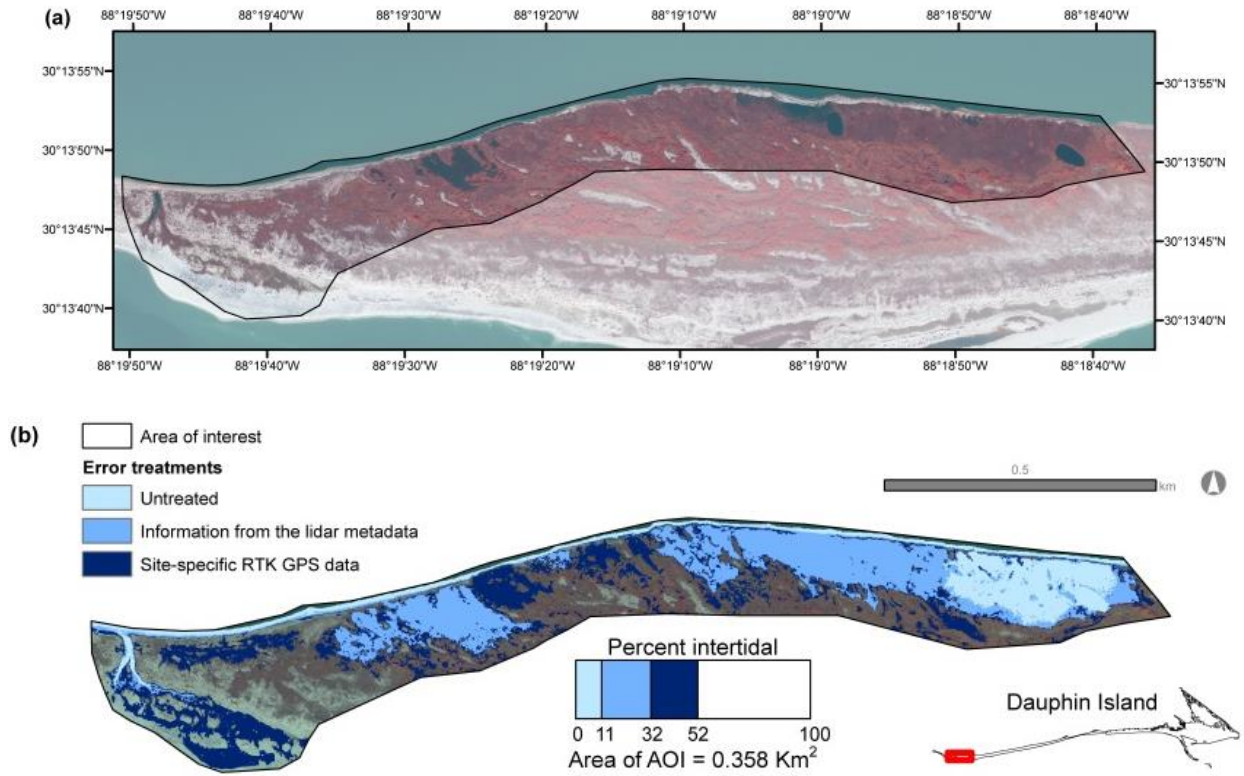 (a)
88°19'50"W 88°19'40"W 88°19'30"W 88°19'20"W 88°19'10"W 88°19'0"W 88°18'50"W 88°18'40"W
30°13'55"N 30°13'55"N
30°13'50"N 30°13'50"N
30°13'45"N 30°13'45"N
30°13'40"N 30°13'40"N
88°19'50"W 88°19'40"W 88°19'30"W 88°19'20"W 88°19'10"W 88°19'0"W 88°18'50"W 88°18'40"W
(b)
Area of interest
Error treatments
Untreated
Information from the lidar metadata
Site-specific RTK GPS data
0.5
km
Percent intertidal
0 11 32 52 100
Area of AOI = 0.358 Km²
Dauphin Island